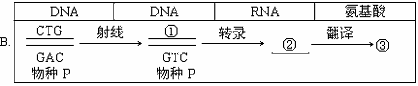 DNA DNA RNA 氨基酸
B. CTG 射线 ① 转录 ② 翻译 ③
GAC GTC
物种 P 物种 P